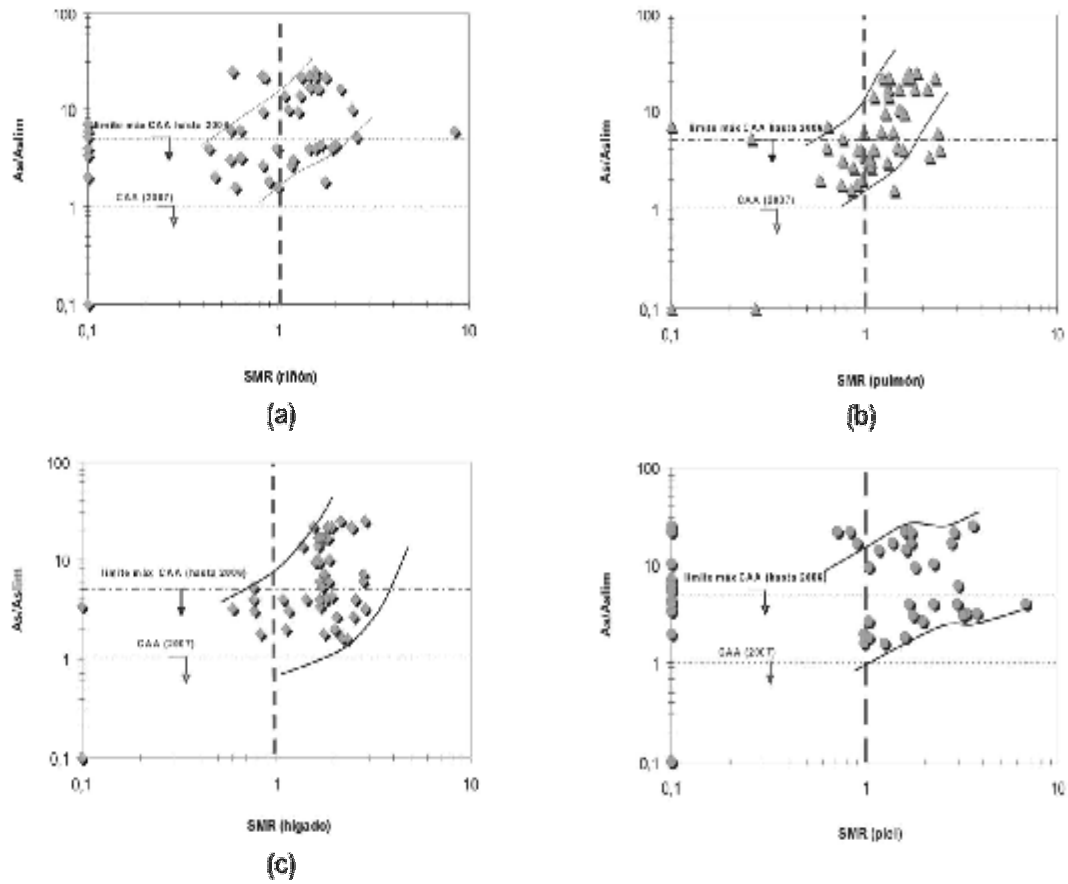 100
10
1
0,1
As/Aslim
límite máx CAA hasta 2006
CAA (2007)
0,1
1
10
SMR (riñón)
(a)
100
10
1
0,1
As/Aslim
límite máx CAA hasta 2006
CAA (2007)
0,1
1
10
SMR (pulmón)
(b)
100
10
1
0,1
As/Aslim
límite máx CAA (hasta 2006)
CAA (2007)
0,1
1
10
SMR (hígado)
(c)
100
10
1
0,1
As/Aslim
límite máx CAA (hasta 2006)
CAA (2007)
0,1
1
10
SMR (piel)